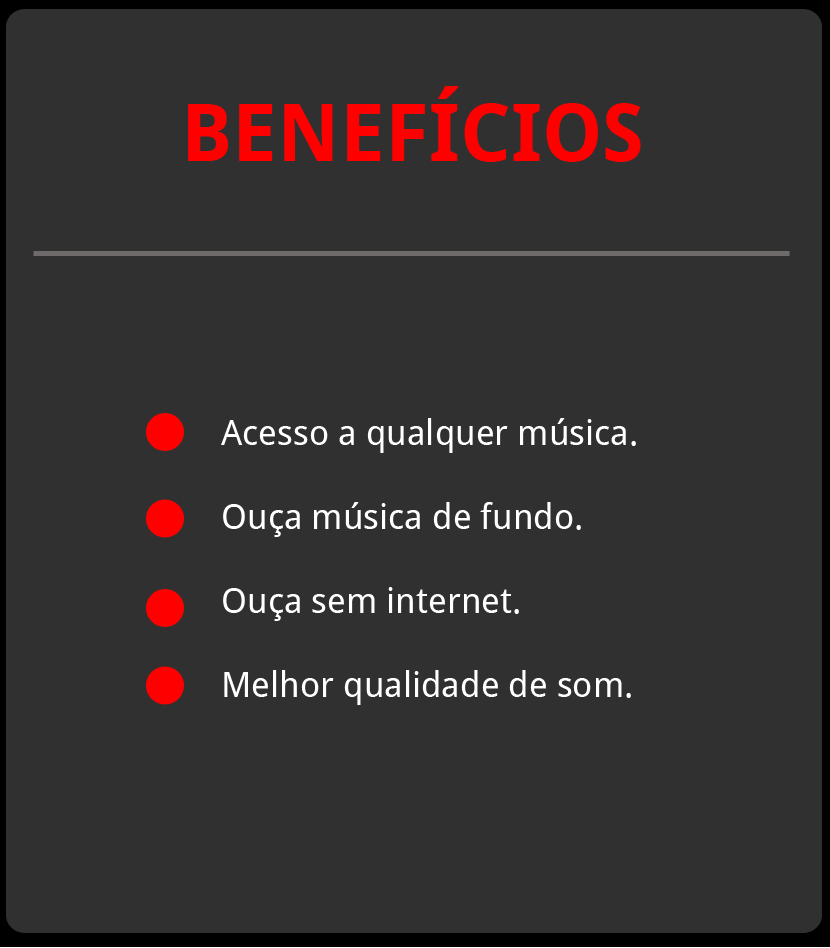 BENEFÍCIOS
Acesso a qualquer música.
Ouça música de fundo.
Ouça sem internet.
Melhor qualidade de som.